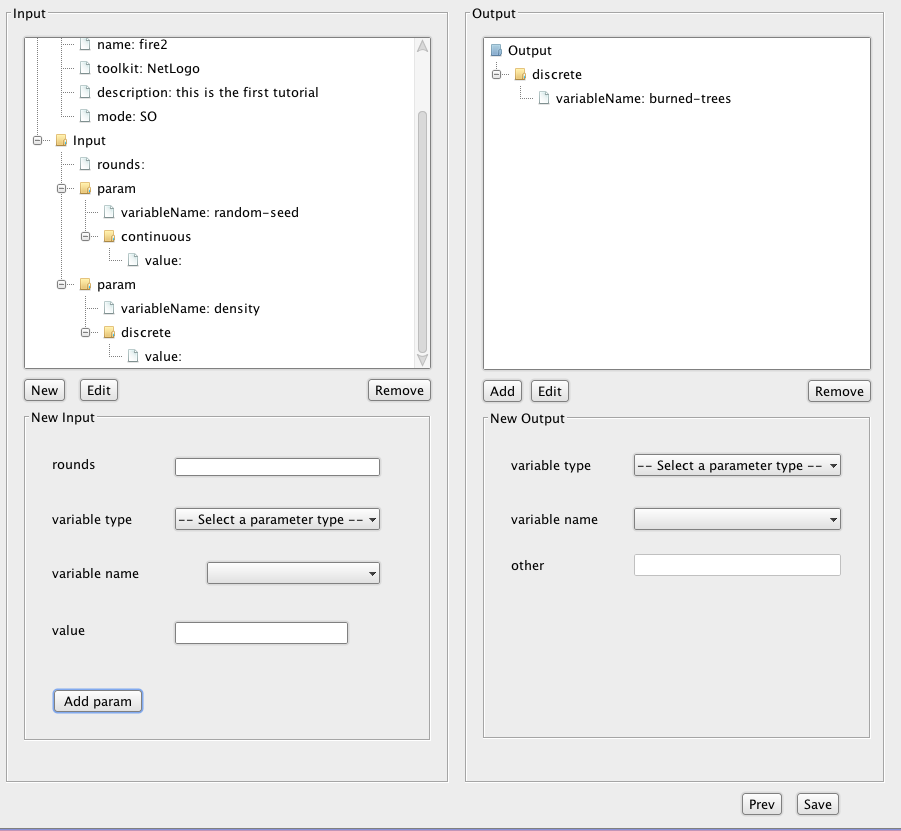 Input
name: fire2
toolkit: NetLogo
description: this is the first tutorial
mode: SO
Input
rounds:
param
variableName: random-seed
continuous
value:
param
variableName: density
discrete
value:
New
Edit
Remove
New Input
rounds
variable type
-- Select a parameter type --
variable name
value
Add param
Output
Output
discrete
variableName: burned-trees
Add
Edit
Remove
New Output
variable type
-- Select a parameter type --
variable name
other
Prev
Save